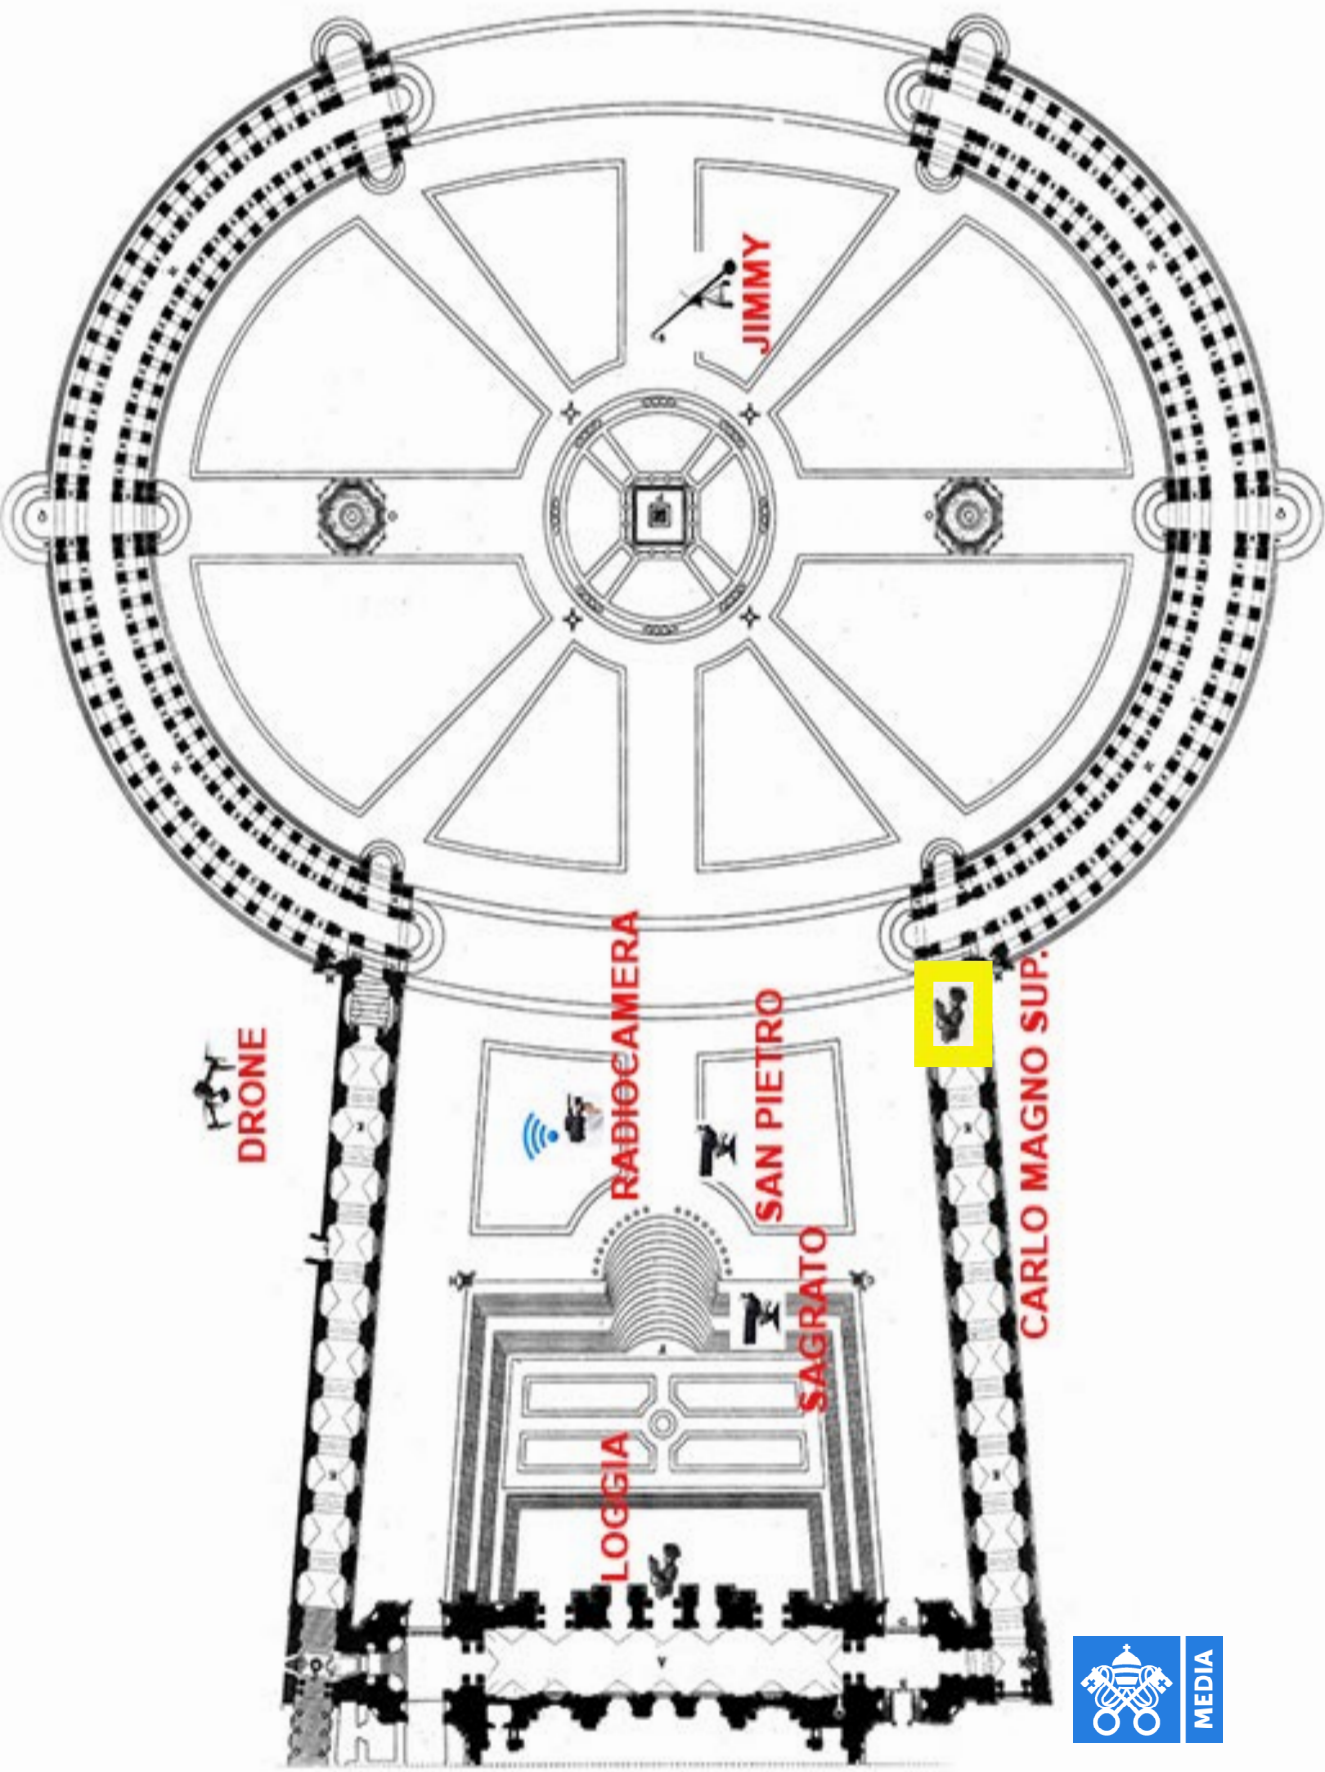 JIMMY
RADIOCAMERA
DRONE
SAN PIETRO
CARLO MAGNO SUP.
SAGRATO
LOGGIA
MEDIA